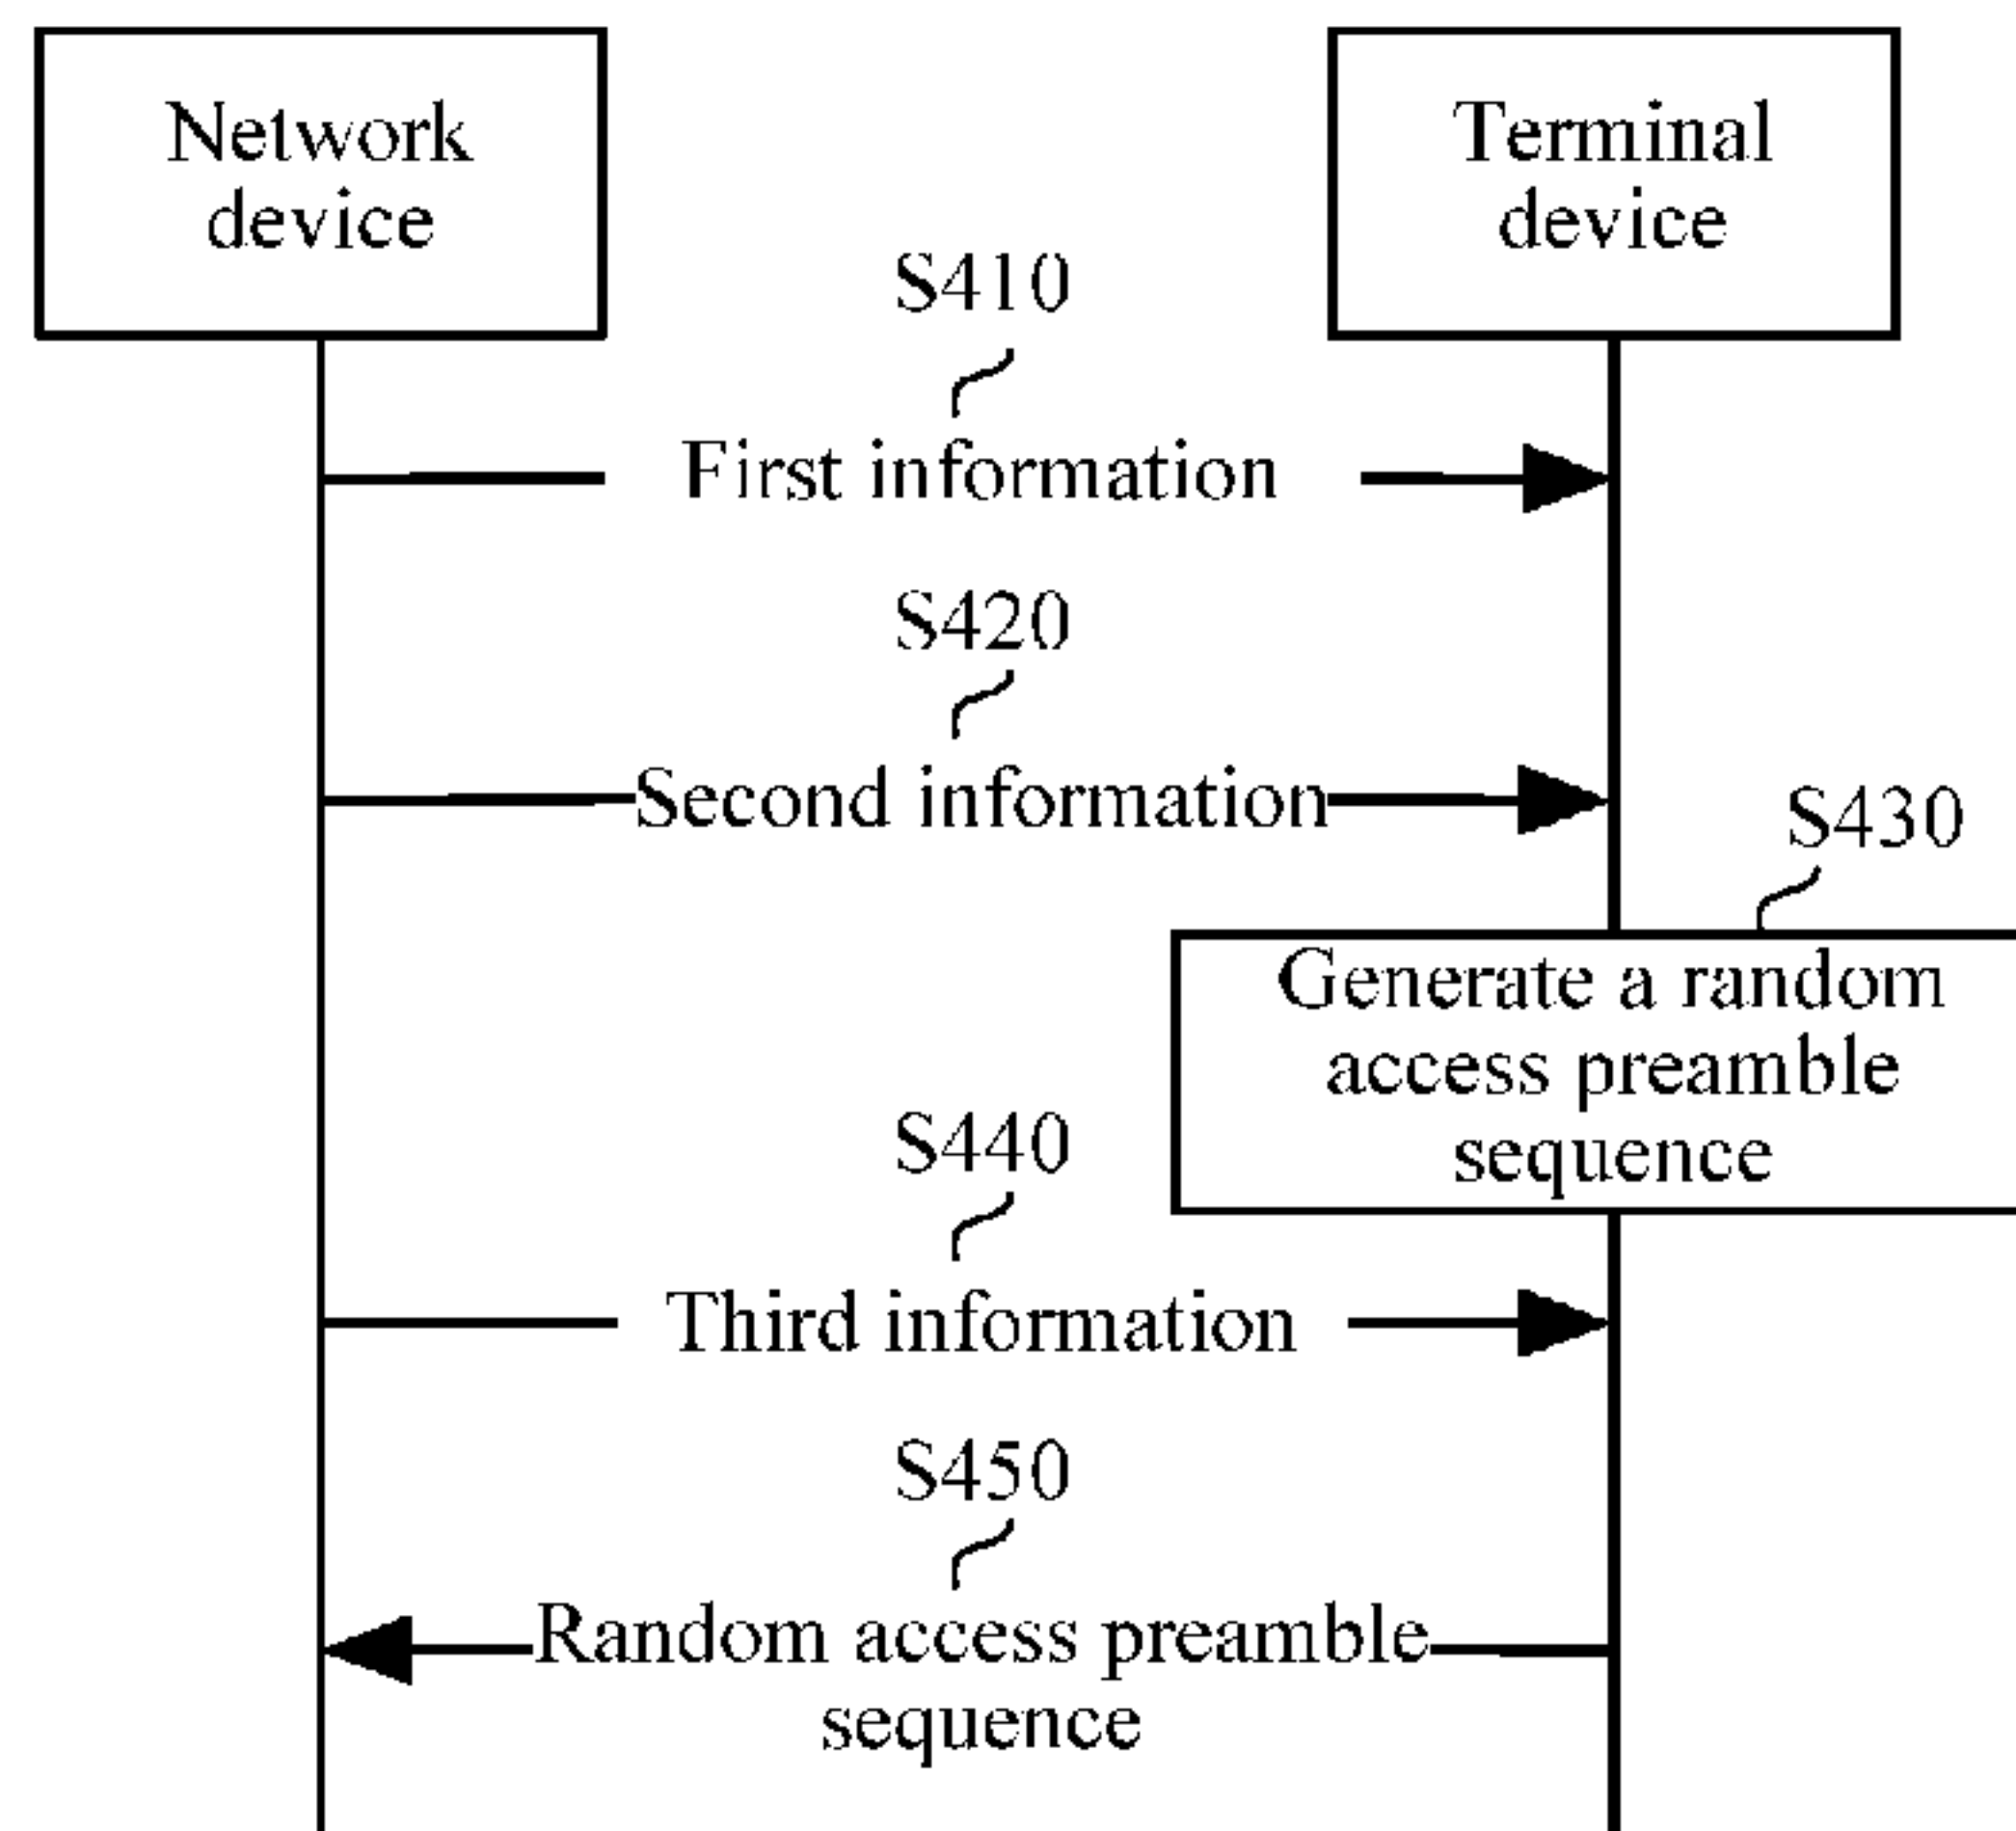 Network
device
Terminal
device
S410
First information
S420
Second information
S430
Generate a random
access preamble
sequence
S440
Third information
S450
Random access preamble
sequence